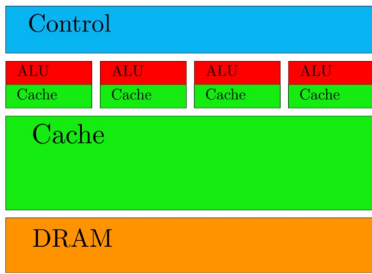 Control
ALU ALU ALU ALU
Cache Cache Cache Cache
Cache
DRAM